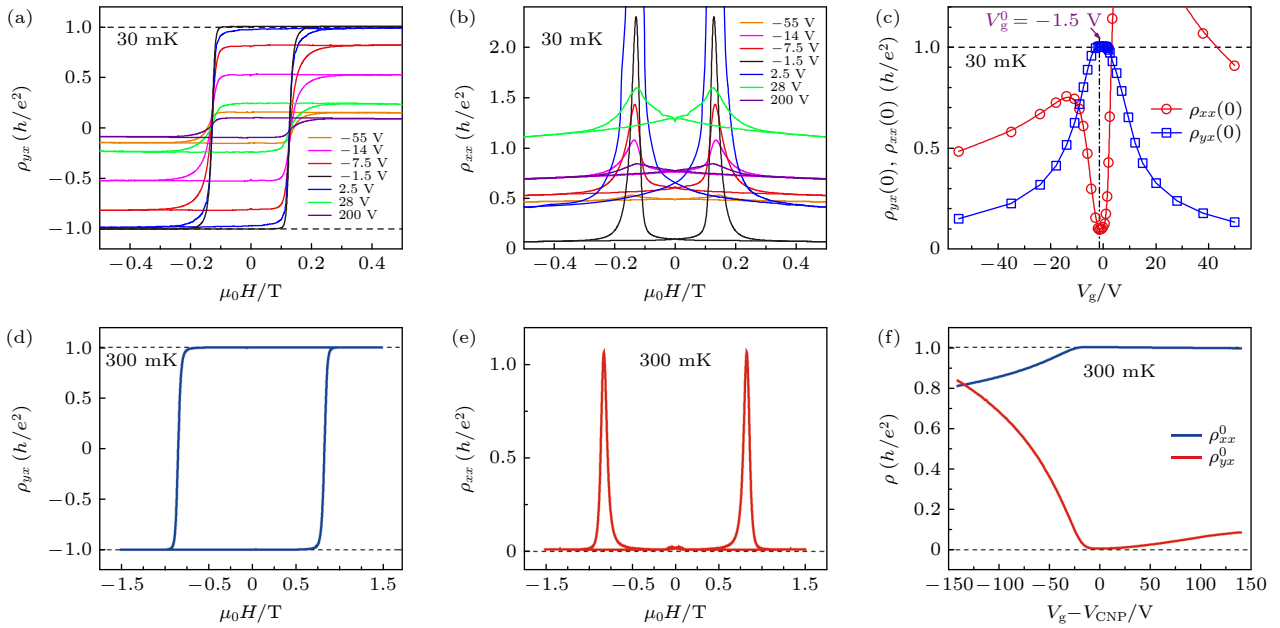 (a)
30 mK
−55 V
−14 V
−7.5 V
−1.5 V
2.5 V
28 V
200 V
1.0
0.5
0
−0.5
−1.0
ρyx (h/e²)
−0.4 −0.2 0 0.2 0.4
μ0H/T
(b)
30 mK
−55 V
−14 V
−7.5 V
−1.5 V
2.5 V
28 V
200 V
2.0
1.5
1.0
0.5
0
ρxx (h/e²)
−0.4 −0.2 0 0.2 0.4
μ0H/T
(c)
Vg⁰ = −1.5 V
30 mK
ρxx(0)
ρyx(0)
1.0
0.5
0
ρyx(0), ρxx(0) (h/e²)
−40 −20 0 20 40
Vg/V
(d)
300 mK
1.0
0.5
0
−0.5
−1.0
ρyx (h/e²)
−1.5 −0.75 0 0.75 1.5
μ0H/T
(e)
300 mK
1.0
0.5
0
ρxx (h/e²)
−1.5 −0.75 0 0.75 1.5
μ0H/T
(f)
300 mK
ρxx⁰
ρyx⁰
1.0
0.8
0.6
0.4
0.2
0
ρ (h/e²)
−150 −100 −50 0 50 100 150
Vg−VCNP/V